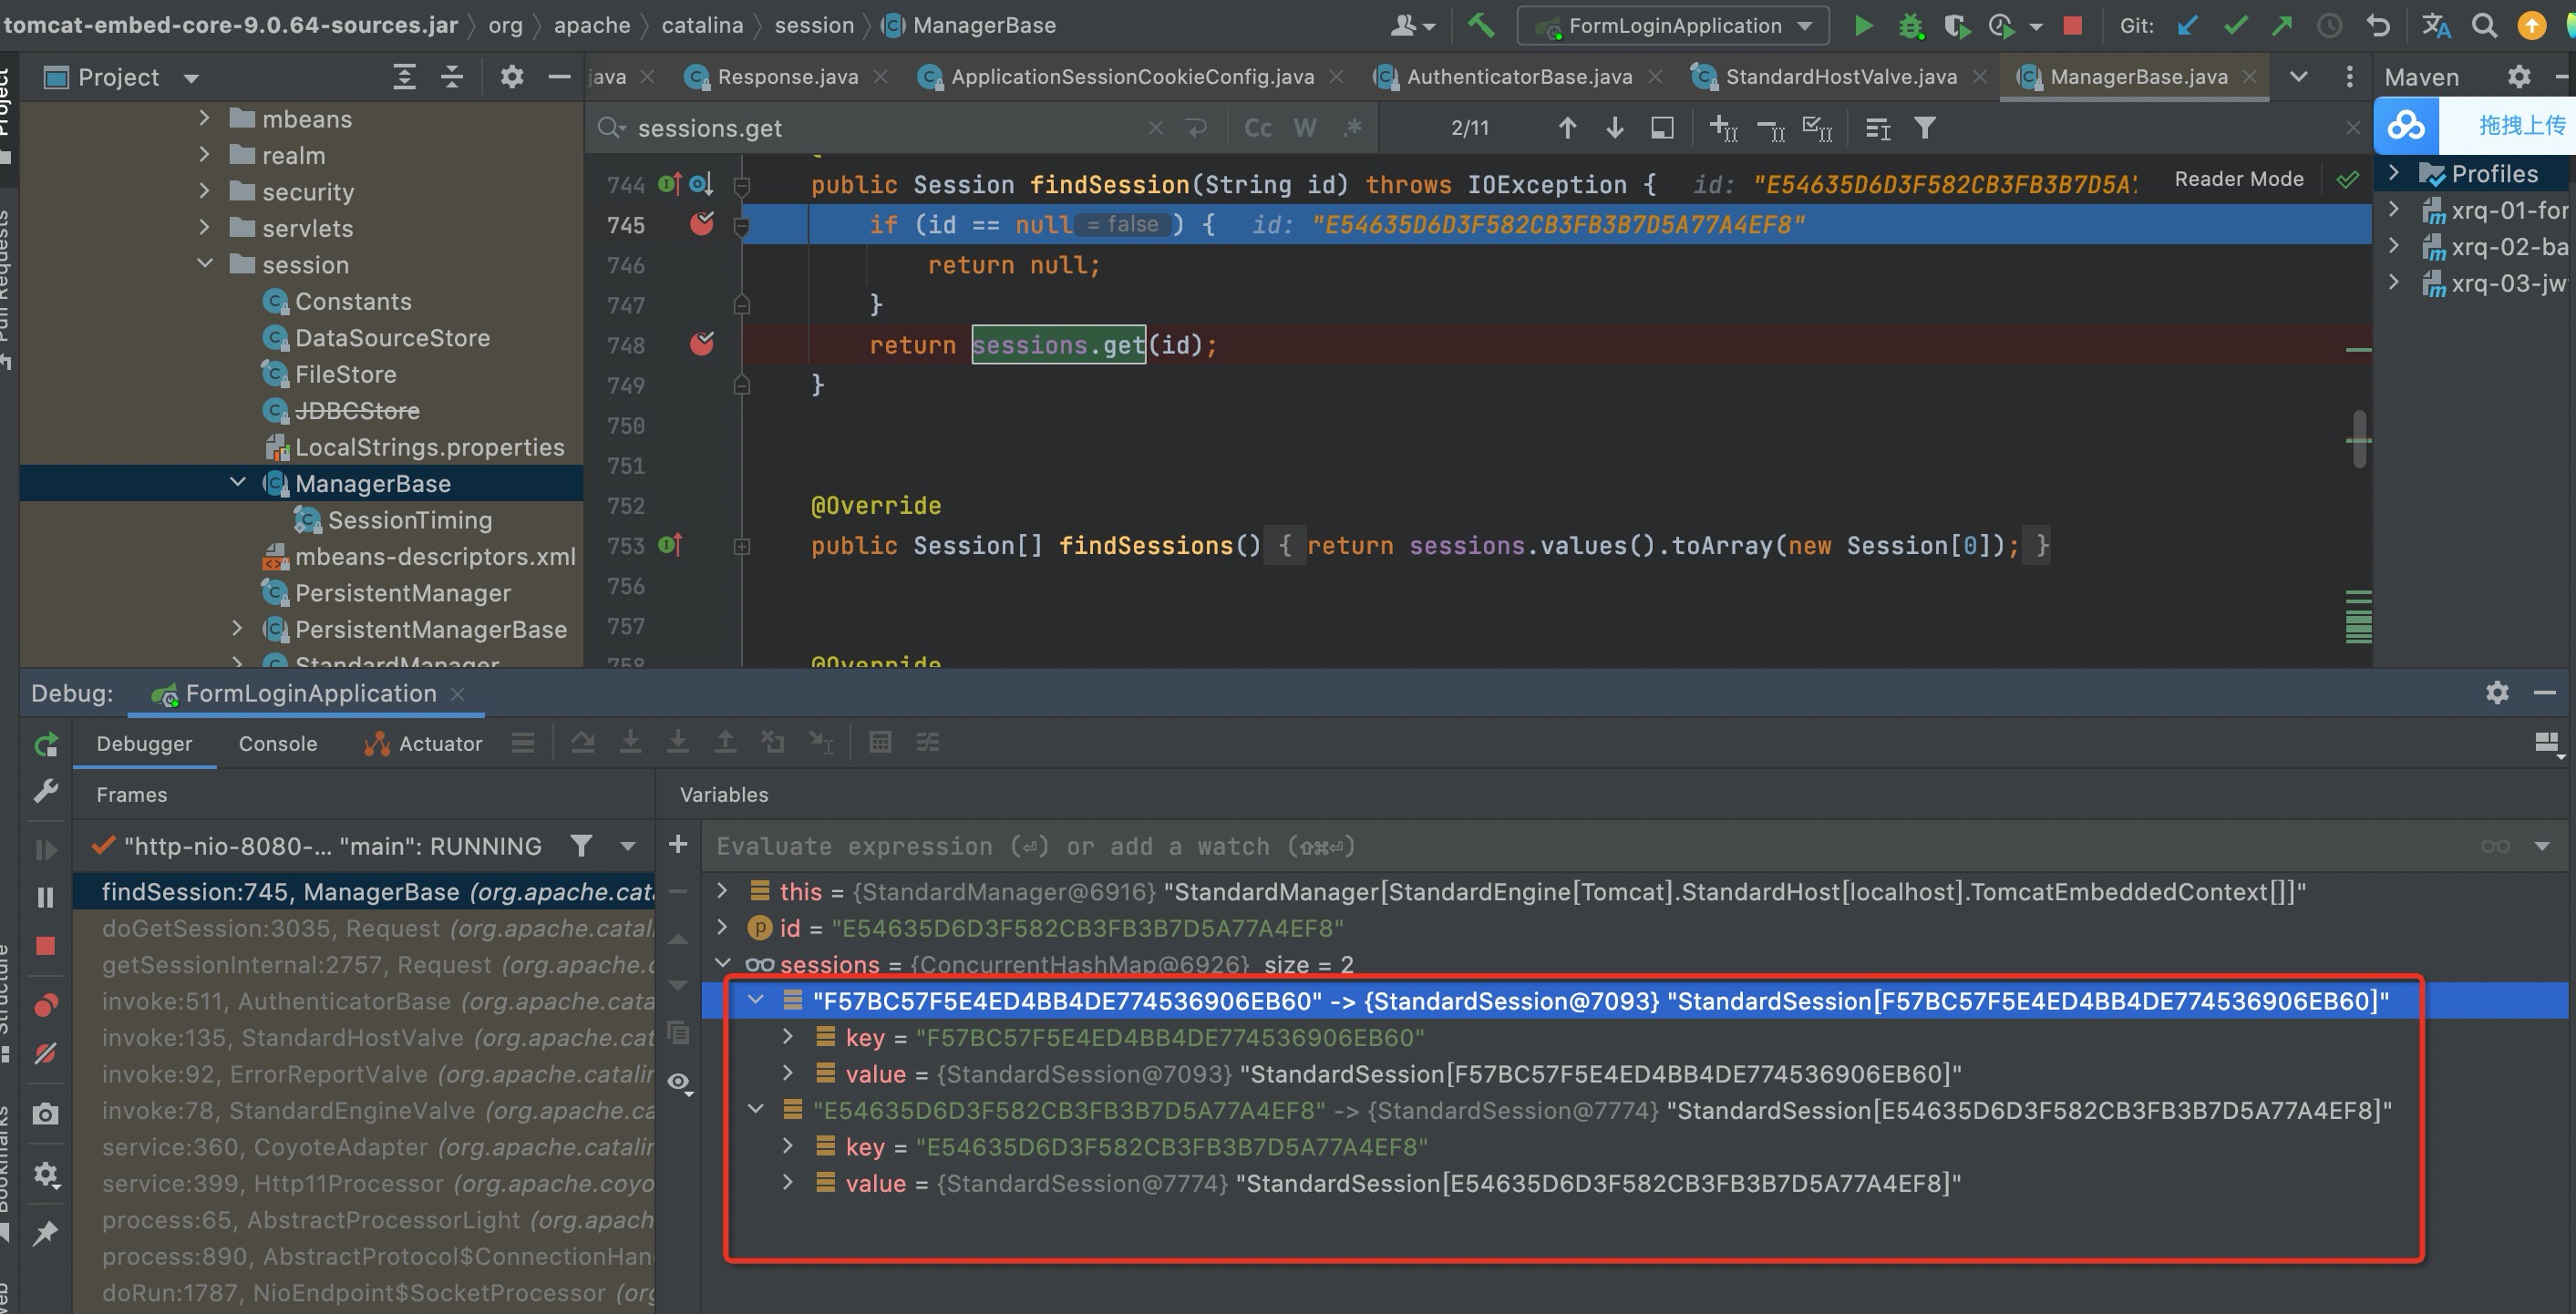 tomcat-embed-core-9.0.64-sources.jar org apache catalina session ManagerBase FormLoginApplication Git:
Project java Response.java ApplicationSessionCookieConfig.java AuthenticatorBase.java StandardHostValve.java ManagerBase.java Maven
Project
Pull Requests
Structure
Bookmarks
sessions.get Cc W .* 2/11
拖拽上传
mbeans
realm
security
servlets
session
Constants
DataSourceStore
FileStore
JDBCStore
LocalStrings.properties
ManagerBase
SessionTiming
mbeans-descriptors.xml
PersistentManager
PersistentManagerBase
StandardManager
744 public Session findSession(String id) throws IOException { id: "E54635D6D3F582CB3FB3B7D5A Reader Mode
745 if (id == null = false ) { id: "E54635D6D3F582CB3FB3B7D5A77A4EF8"
746 return null;
747 }
748 return sessions.get(id);
749 }
750
751
752 @Override
753 public Session[] findSessions() { return sessions.values().toArray(new Session[0]); }
756
757
758 @Override
Profiles
xrq-01-for
xrq-02-ba
xrq-03-jw
Debug: FormLoginApplication
Debugger Console Actuator
Frames
"http-nio-8080-... "main": RUNNING
findSession:745, ManagerBase (org.apache.cata
doGetSession:3035, Request (org.apache.catal
getSessionInternal:2757, Request (org.apache.c
invoke:511, AuthenticatorBase (org.apache.cata
invoke:135, StandardHostValve (org.apache.cat
invoke:92, ErrorReportValve (org.apache.catalin
invoke:78, StandardEngineValve (org.apache.ca
service:360, CoyoteAdapter (org.apache.catalin
service:399, Http11Processor (org.apache.coyo
process:65, AbstractProcessorLight (org.apach
process:890, AbstractProtocol$ConnectionHan
doRun:1787, NioEndpoint$SocketProcessor (org
Variables
Evaluate expression (⏎) or add a watch (⇧⌘⏎)
this = {StandardManager@6916} "StandardManager[StandardEngine[Tomcat].StandardHost[localhost].TomcatEmbeddedContext[]]"
id = "E54635D6D3F582CB3FB3B7D5A77A4EF8"
sessions = {ConcurrentHashMap@6926} size = 2
"F57BC57F5E4ED4BB4DE774536906EB60" -> {StandardSession@7093} "StandardSession[F57BC57F5E4ED4BB4DE774536906EB60]"
key = "F57BC57F5E4ED4BB4DE774536906EB60"
value = {StandardSession@7093} "StandardSession[F57BC57F5E4ED4BB4DE774536906EB60]"
"E54635D6D3F582CB3FB3B7D5A77A4EF8" -> {StandardSession@7774} "StandardSession[E54635D6D3F582CB3FB3B7D5A77A4EF8]"
key = "E54635D6D3F582CB3FB3B7D5A77A4EF8"
value = {StandardSession@7774} "StandardSession[E54635D6D3F582CB3FB3B7D5A77A4EF8]"